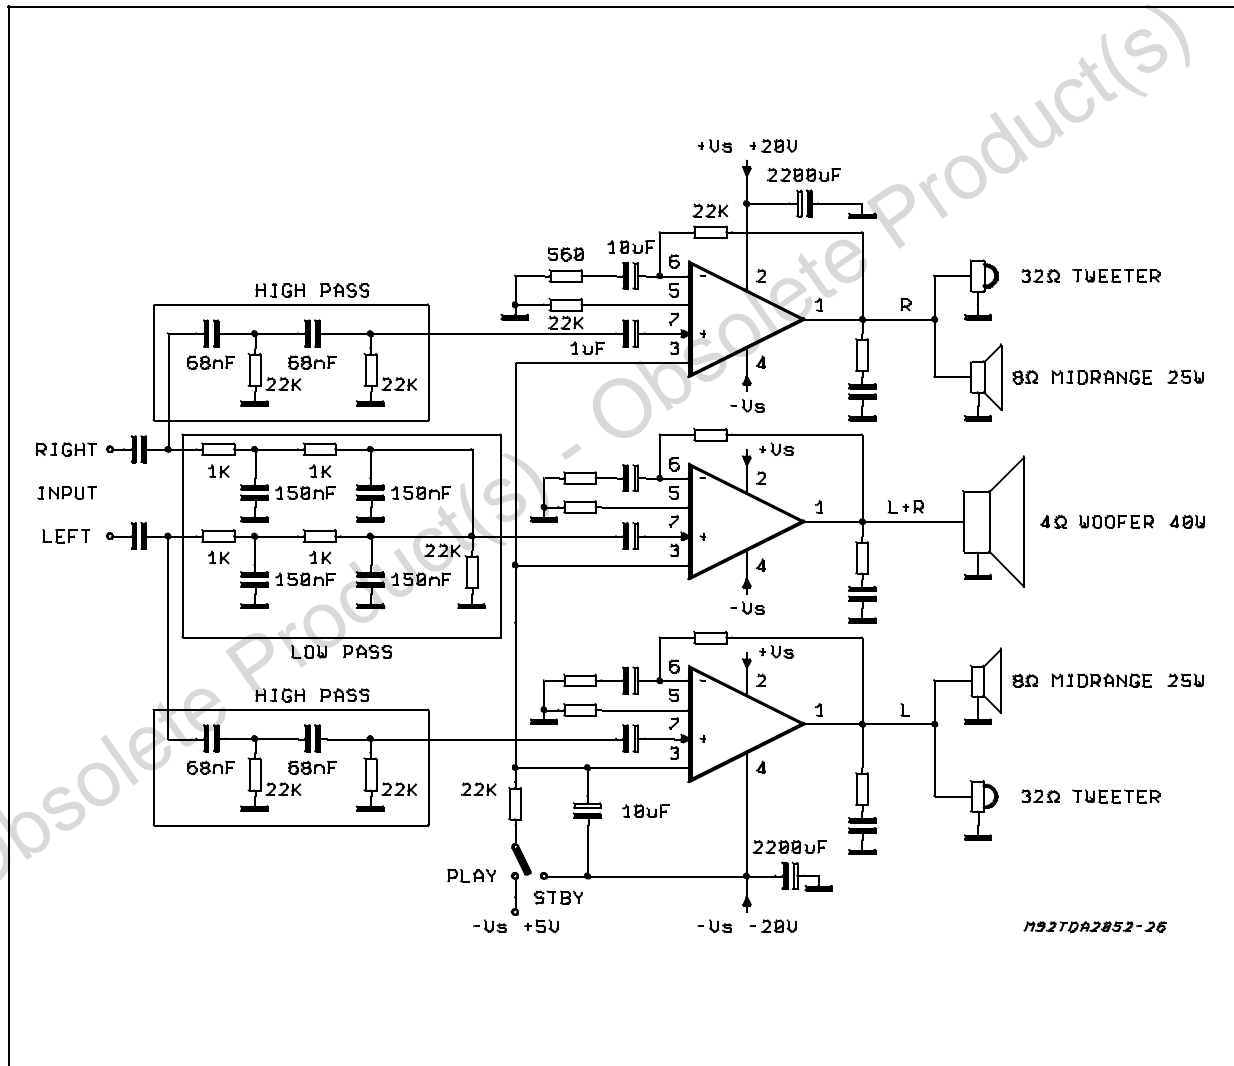 Obsolete Product(s) - Obsolete Product(s)
+Vs +20V
2200uF
22K
560
10uF
6
5
7
3
-
+
2
1
4
22K
1uF
-Vs
R
32Ω TWEETER
8Ω MIDRANGE 25W
HIGH PASS
68nF
68nF
22K
22K
RIGHT
INPUT
LEFT
1K
1K
150nF
150nF
1K
1K
22K
150nF
150nF
LOW PASS
+Vs
6
5
7
3
-
+
2
1
4
-Vs
L+R
4Ω WOOFER 40W
HIGH PASS
68nF
68nF
22K
22K
+Vs
6
5
7
3
-
+
2
1
4
L
8Ω MIDRANGE 25W
32Ω TWEETER
22K
10uF
2200uF
PLAY
STBY
-Vs +5V
-Vs -20V
M92TDA2052-26